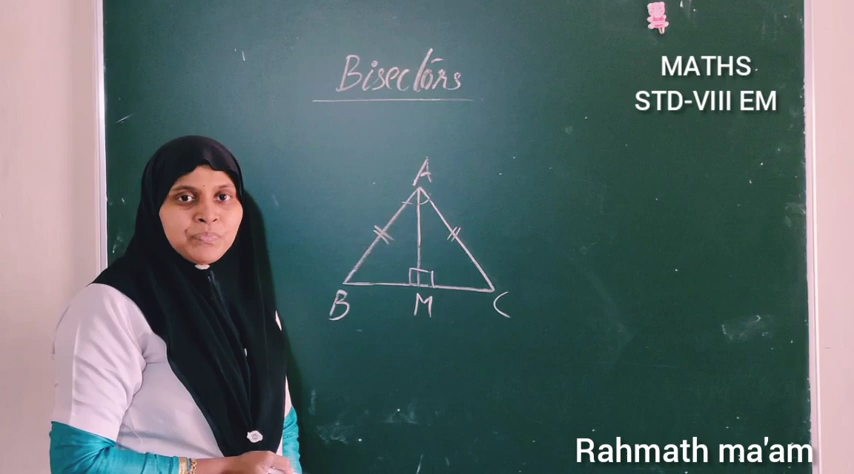 Bisectors
MATHS
STD-VIII EM
A
B M C
Rahmath ma'am